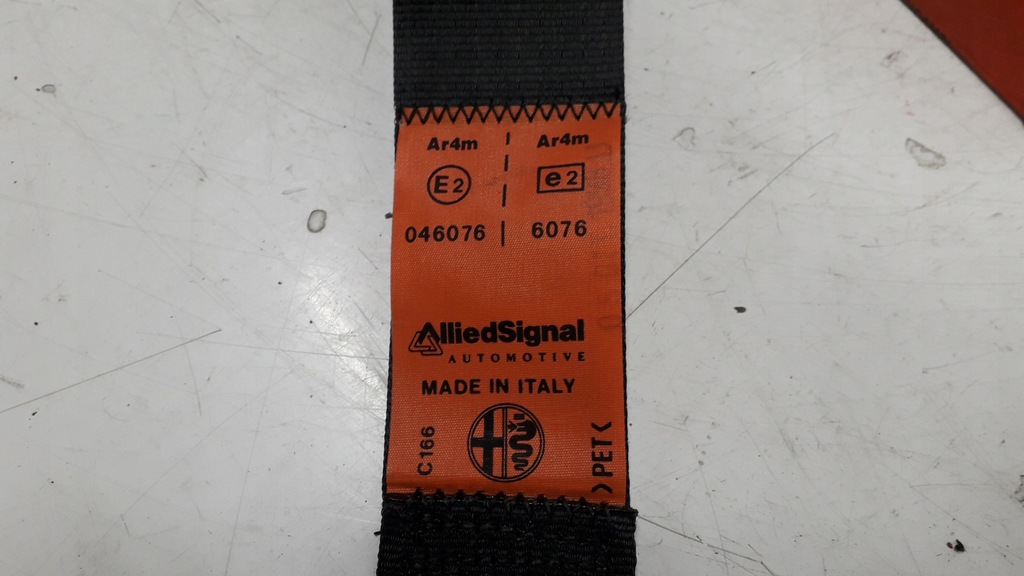 Ar4m Ar4m
E2 e2
046076 6076
AlliedSignal
AUTOMOTIVE
MADE IN ITALY
C166
>PET<